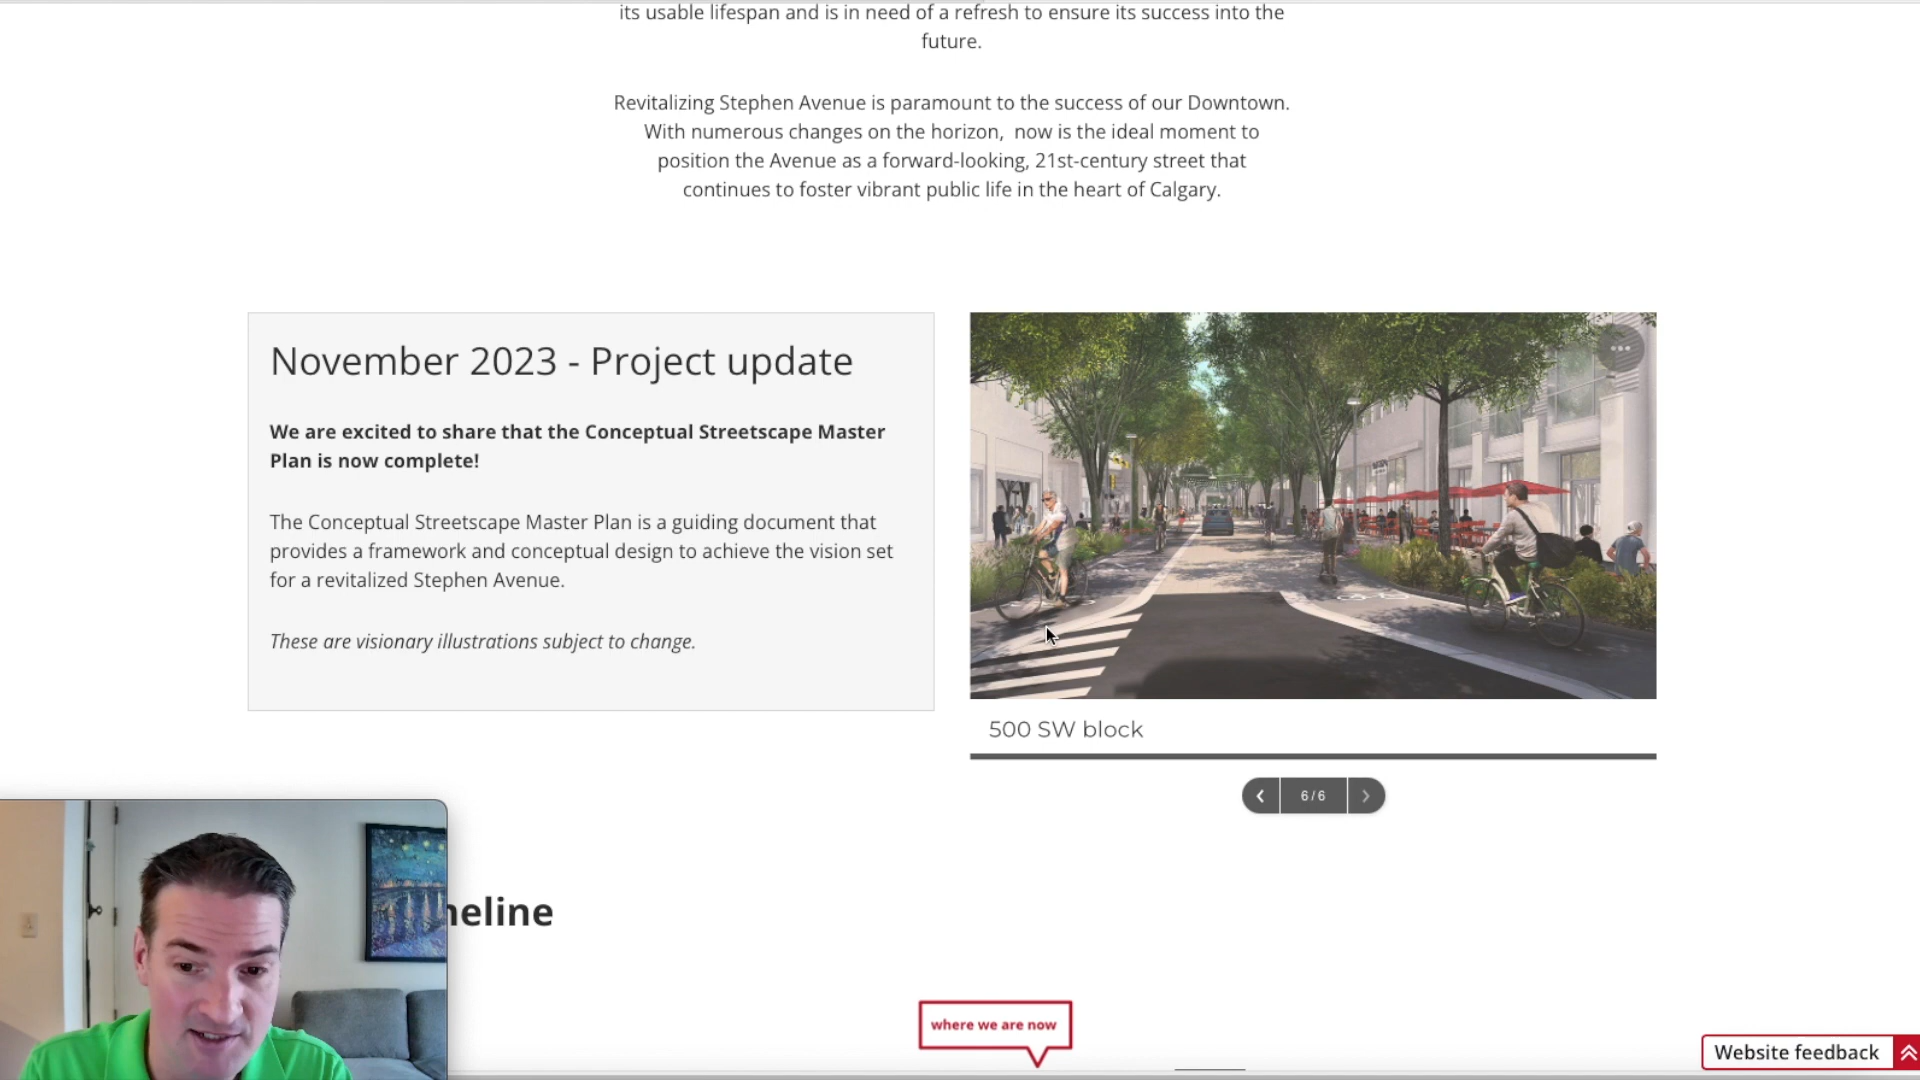 its usable lifespan and is in need of a refresh to ensure its success into the
future.
Revitalizing Stephen Avenue is paramount to the success of our Downtown.
With numerous changes on the horizon,  now is the ideal moment to
position the Avenue as a forward-looking, 21st-century street that
continues to foster vibrant public life in the heart of Calgary.
November 2023 - Project update
We are excited to share that the Conceptual Streetscape Master
Plan is now complete!
The Conceptual Streetscape Master Plan is a guiding document that
provides a framework and conceptual design to achieve the vision set
for a revitalized Stephen Avenue.
These are visionary illustrations subject to change.
500 SW block
6/6
neline
where we are now
Website feedback